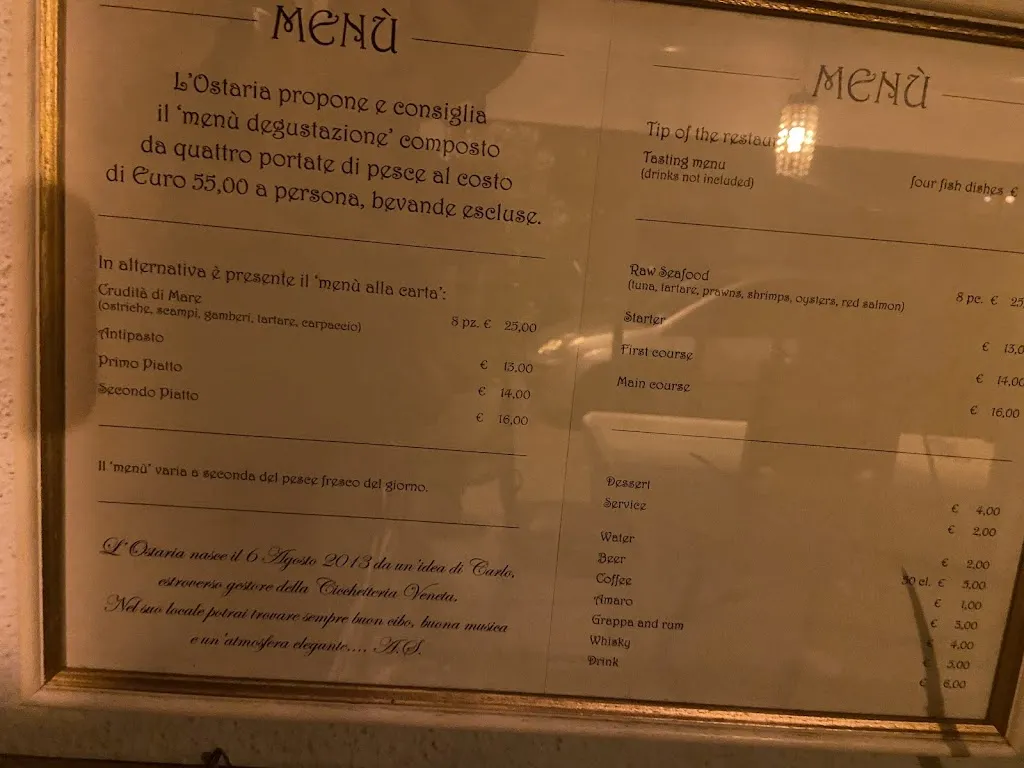 MENÙ
L'Ostaria propone e consiglia
il 'menù degustazione' composto
da quattro portate di pesce al costo
di Euro 55,00 a persona, bevande escluse.
In alternativa è presente il 'menù alla carta':
Crudità di Mare
(ostriche, scampi, gamberi, tartare, carpaccio) 8 pz. € 25,00
Antipasto € 13,00
Primo Piatto € 14,00
Secondo Piatto € 16,00
Il 'menù' varia a seconda del pesce fresco del giorno.
L'Ostaria nasce il 6 Agosto 2013 da un'idea di Carlo,
estroverso gestore della Cicchetteria Veneta.
Nel suo locale potrai trovare sempre buon cibo, buona musica
e un'atmosfera elegante.... A.S.
MENÙ
Tip of the
Tasting menu
(drinks not included) four fish dishes €
Raw Seafood
(tuna, tartare, prawns, shrimps, oysters, red salmon) 8 pc. € 25
Starter € 13,0
First course € 14,00
Main course € 16,00
Dessert € 4,00
Service € 2,00
Water € 2,00
Beer 50 cl. € 5,00
Coffee € 1,00
Amaro € 3,00
Grappa and rum € 4,00
Whisky € 5,00
Drink € 6,00